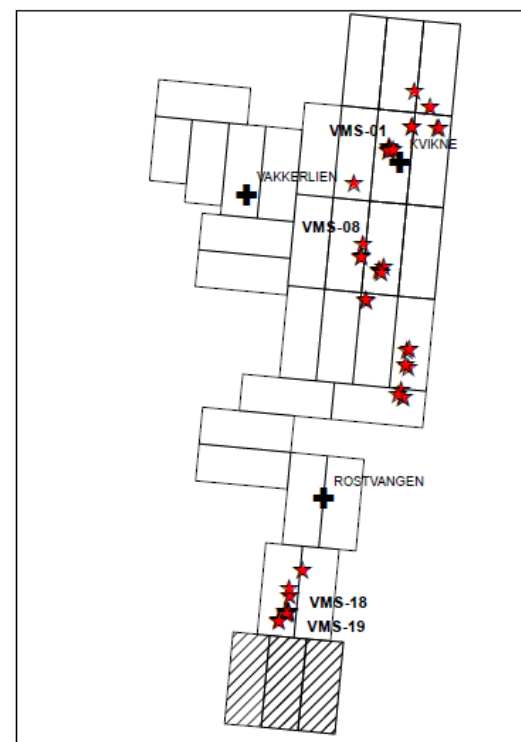 VMS-01
KVIKNE
VAKKERLIEN
VMS-08
ROSTVANGEN
VMS-18
VMS-19